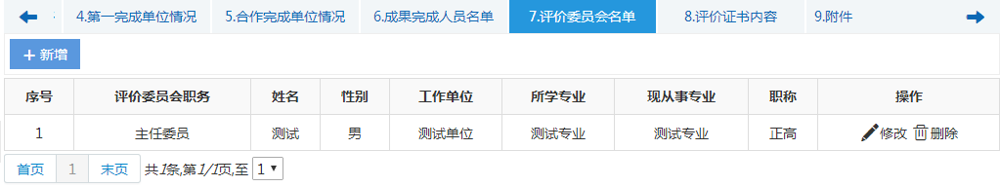 4.第一完成单位情况 5.合作完成单位情况 6.成果完成人员名单 7.评价委员会名单 8.评价证书内容 9.附件
+ 新增
序号 评价委员会职务 姓名 性别 工作单位 所学专业 现从事专业 职称 操作
1 主任委员 测试 男 测试单位 测试专业 测试专业 正高 修改 删除
首页 1 末页 共1条,第1/1页,至 1